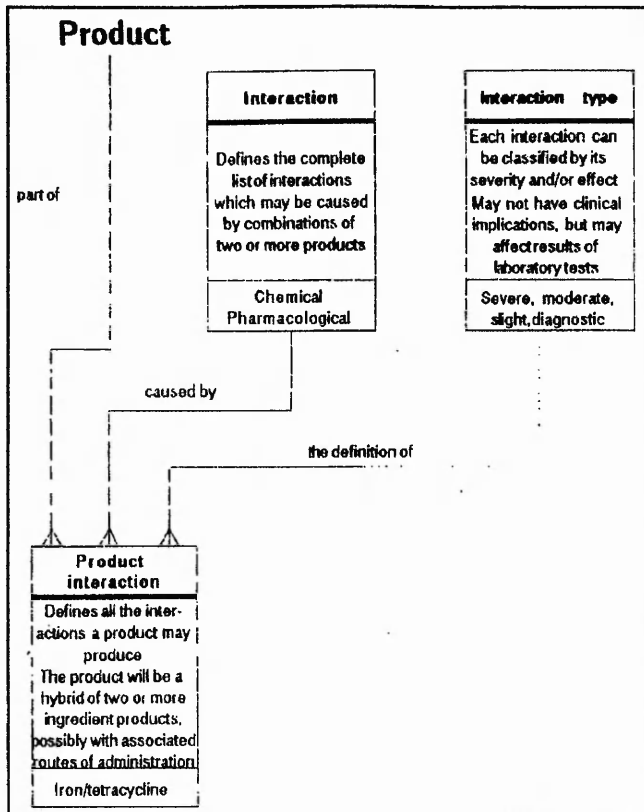 Product
Interaction
Defines the complete
list of interactions
which may be caused
by combinations of
two or more products
Chemical
Pharmacological
Interaction type
Each interaction can
be classified by its
severity and/or effect
May not have clinical
implications, but may
affect results of
laboratory tests
Severe, moderate,
slight, diagnostic
part of
caused by
the definition of
Product
interaction
Defines all the inter-
actions a product may
produce
The product will be a
hybrid of two or more
ingredient products,
possibly with associated
routes of administration
Iron/tetracycline